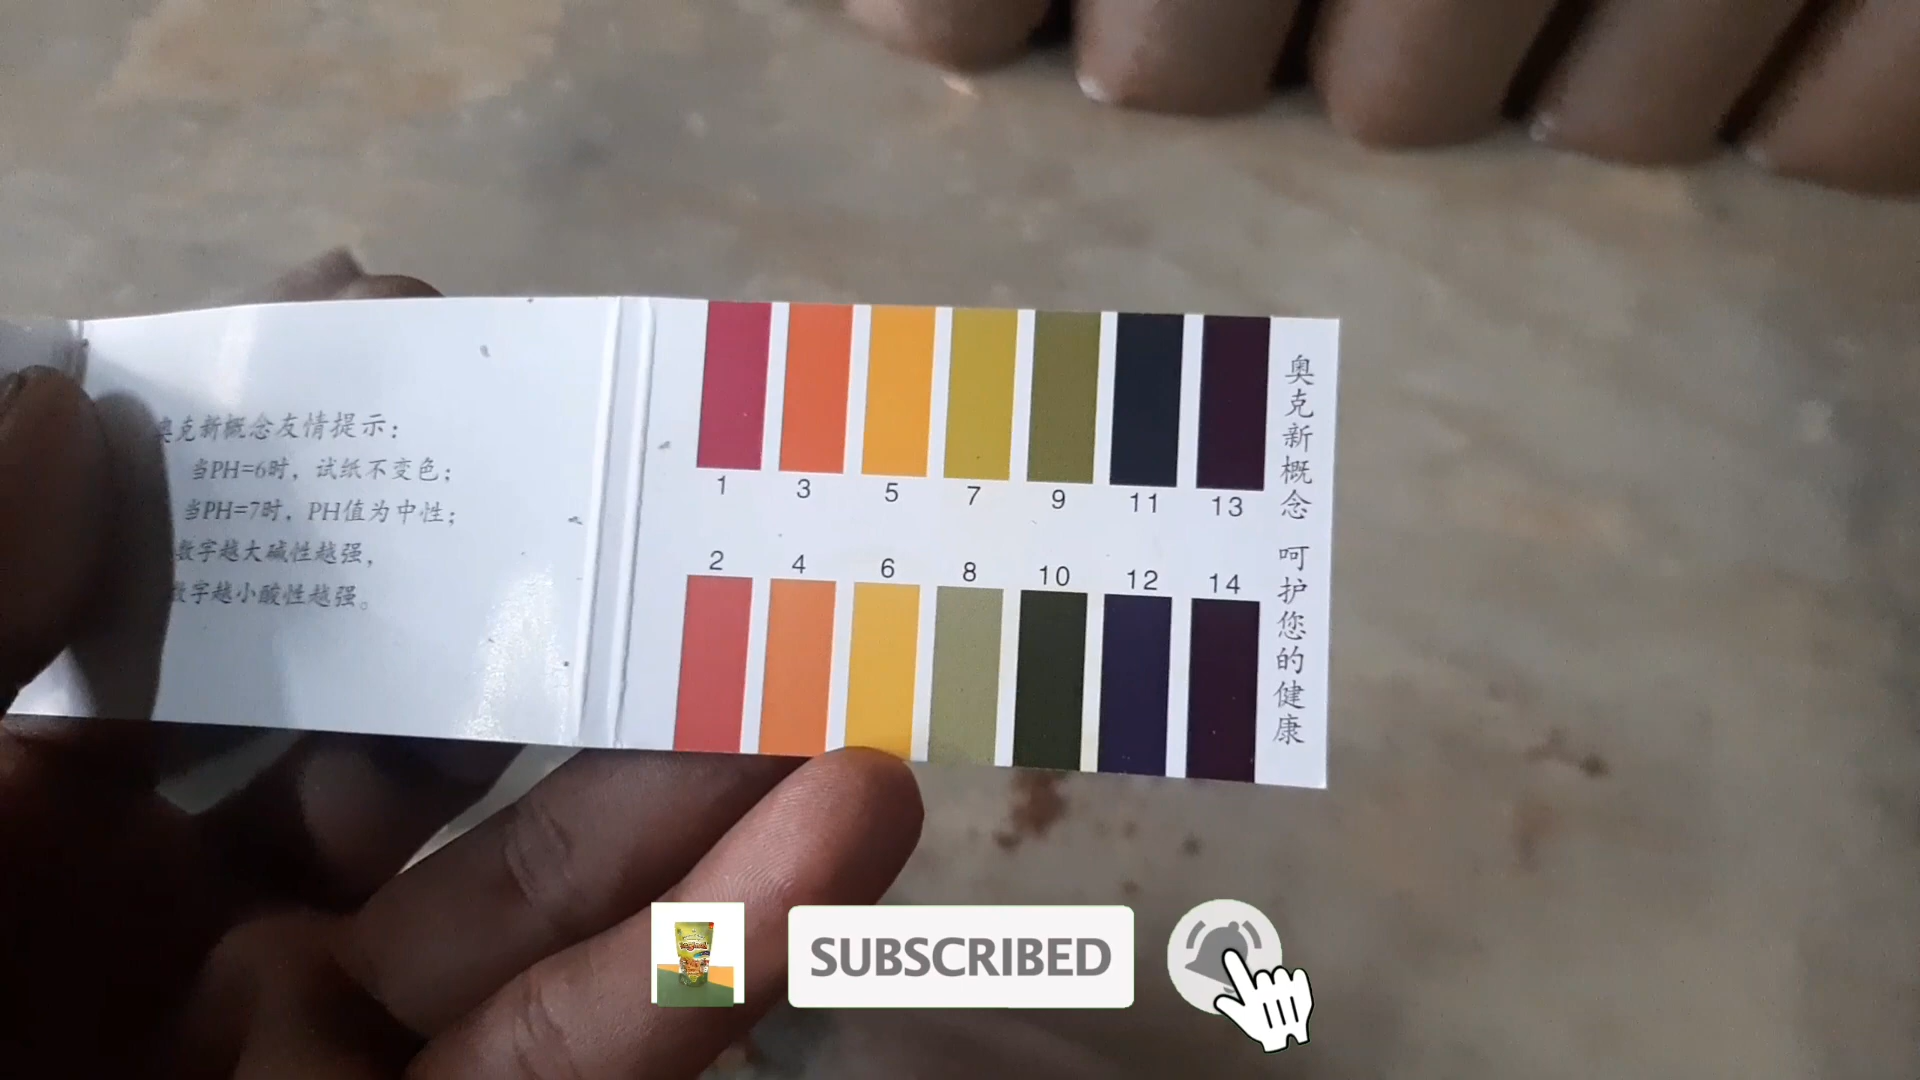 奥克新概念友情提示：
当PH=6时，试纸不变色；
当PH=7时，PH值为中性；
数字越大碱性越强，
数字越小酸性越强。
1 3 5 7 9 11 13
2 4 6 8 10 12 14
奥克新概念 呵护您的健康
SUBSCRIBED